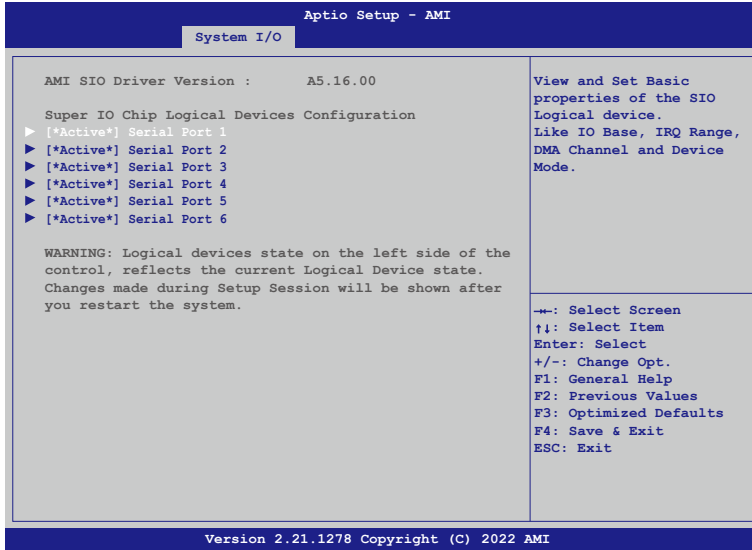 Aptio Setup - AMI
System I/O
AMI SIO Driver Version : A5.16.00
Super IO Chip Logical Devices Configuration
▶ [*Active*] Serial Port 1
▶ [*Active*] Serial Port 2
▶ [*Active*] Serial Port 3
▶ [*Active*] Serial Port 4
▶ [*Active*] Serial Port 5
▶ [*Active*] Serial Port 6
WARNING: Logical devices state on the left side of the
control, reflects the current Logical Device state.
Changes made during Setup Session will be shown after
you restart the system.
View and Set Basic
properties of the SIO
Logical device.
Like IO Base, IRQ Range,
DMA Channel and Device
Mode.
→←: Select Screen
↑↓: Select Item
Enter: Select
+/-: Change Opt.
F1: General Help
F2: Previous Values
F3: Optimized Defaults
F4: Save & Exit
ESC: Exit
Version 2.21.1278 Copyright (C) 2022 AMI